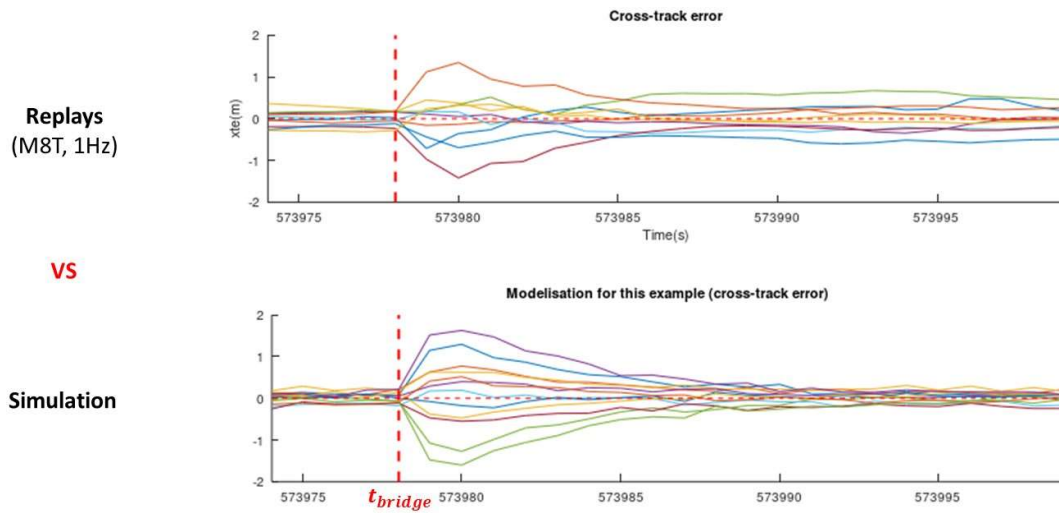 Cross-track error
Replays
(M8T, 1Hz)
xte(m)
2
1
0
-1
-2
573975
573980
573985
573990
573995
Time(s)
VS
Modelisation for this example (cross-track error)
Simulation
2
1
0
-1
-2
573975
t_bridge
573980
573985
573990
573995